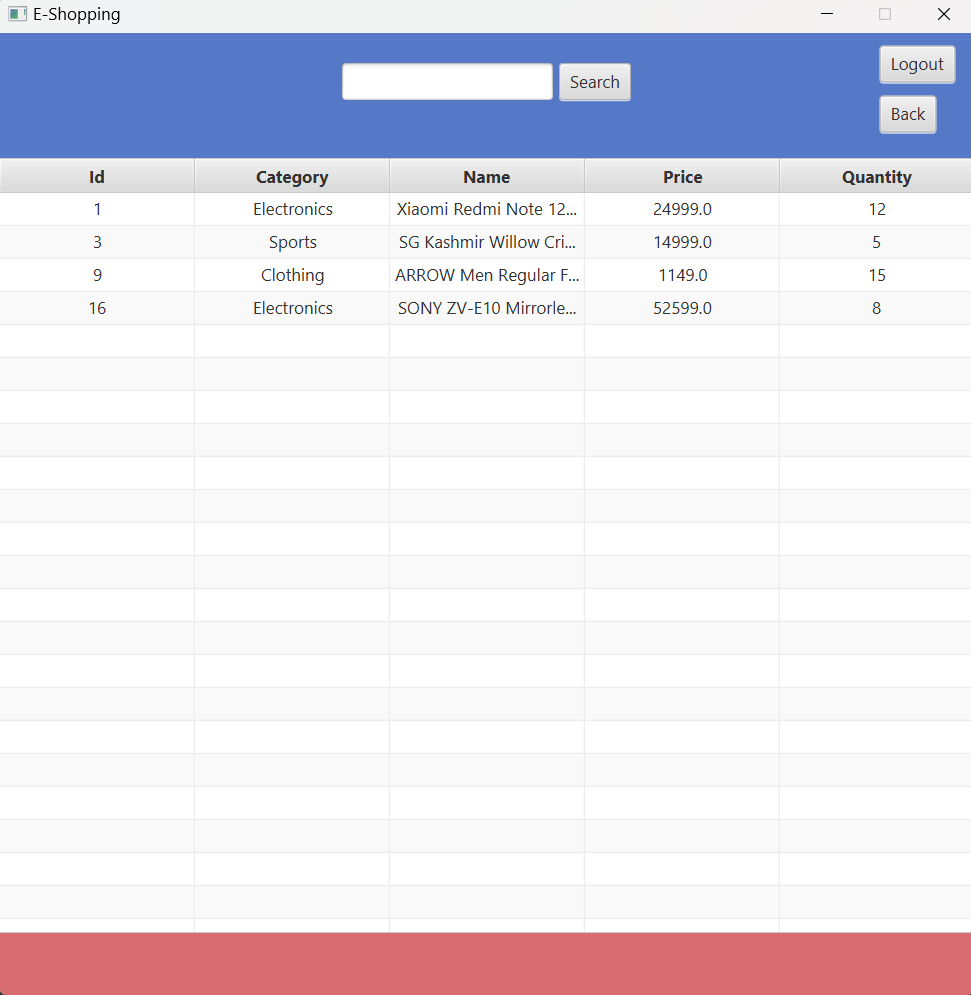 E-Shopping
Logout
Search
Back
Id Category Name Price Quantity
1 Electronics Xiaomi Redmi Note 12... 24999.0 12
3 Sports SG Kashmir Willow Cri... 14999.0 5
9 Clothing ARROW Men Regular F... 1149.0 15
16 Electronics SONY ZV-E10 Mirrorle... 52599.0 8